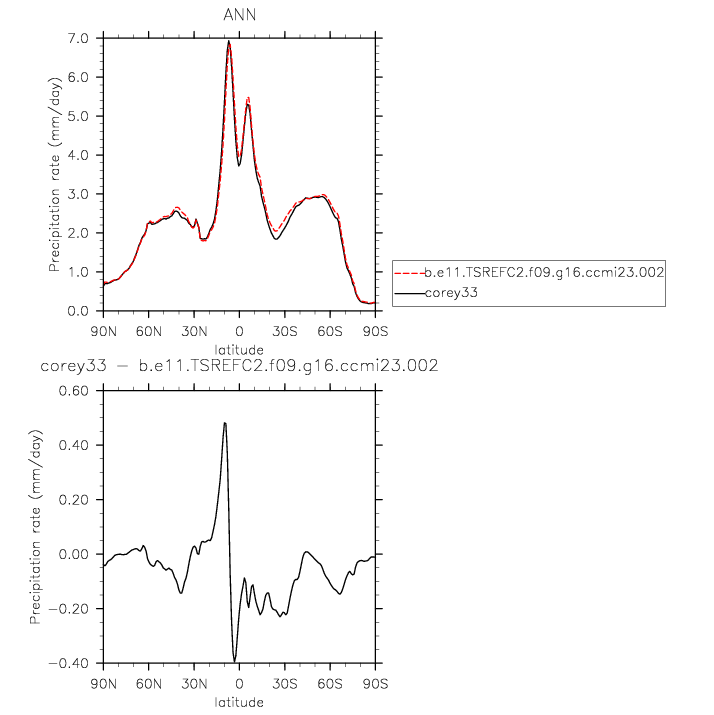 ANN
7.0
6.0
5.0
4.0
3.0
2.0
1.0
0.0
Precipitation rate (mm/day)
90N 60N 30N 0 30S 60S 90S
latitude
b.e11.TSREFC2.f09.g16.ccmi23.002
corey33
corey33 − b.e11.TSREFC2.f09.g16.ccmi23.002
0.60
0.40
0.20
0.00
−0.20
−0.40
Precipitation rate (mm/day)
90N 60N 30N 0 30S 60S 90S
latitude